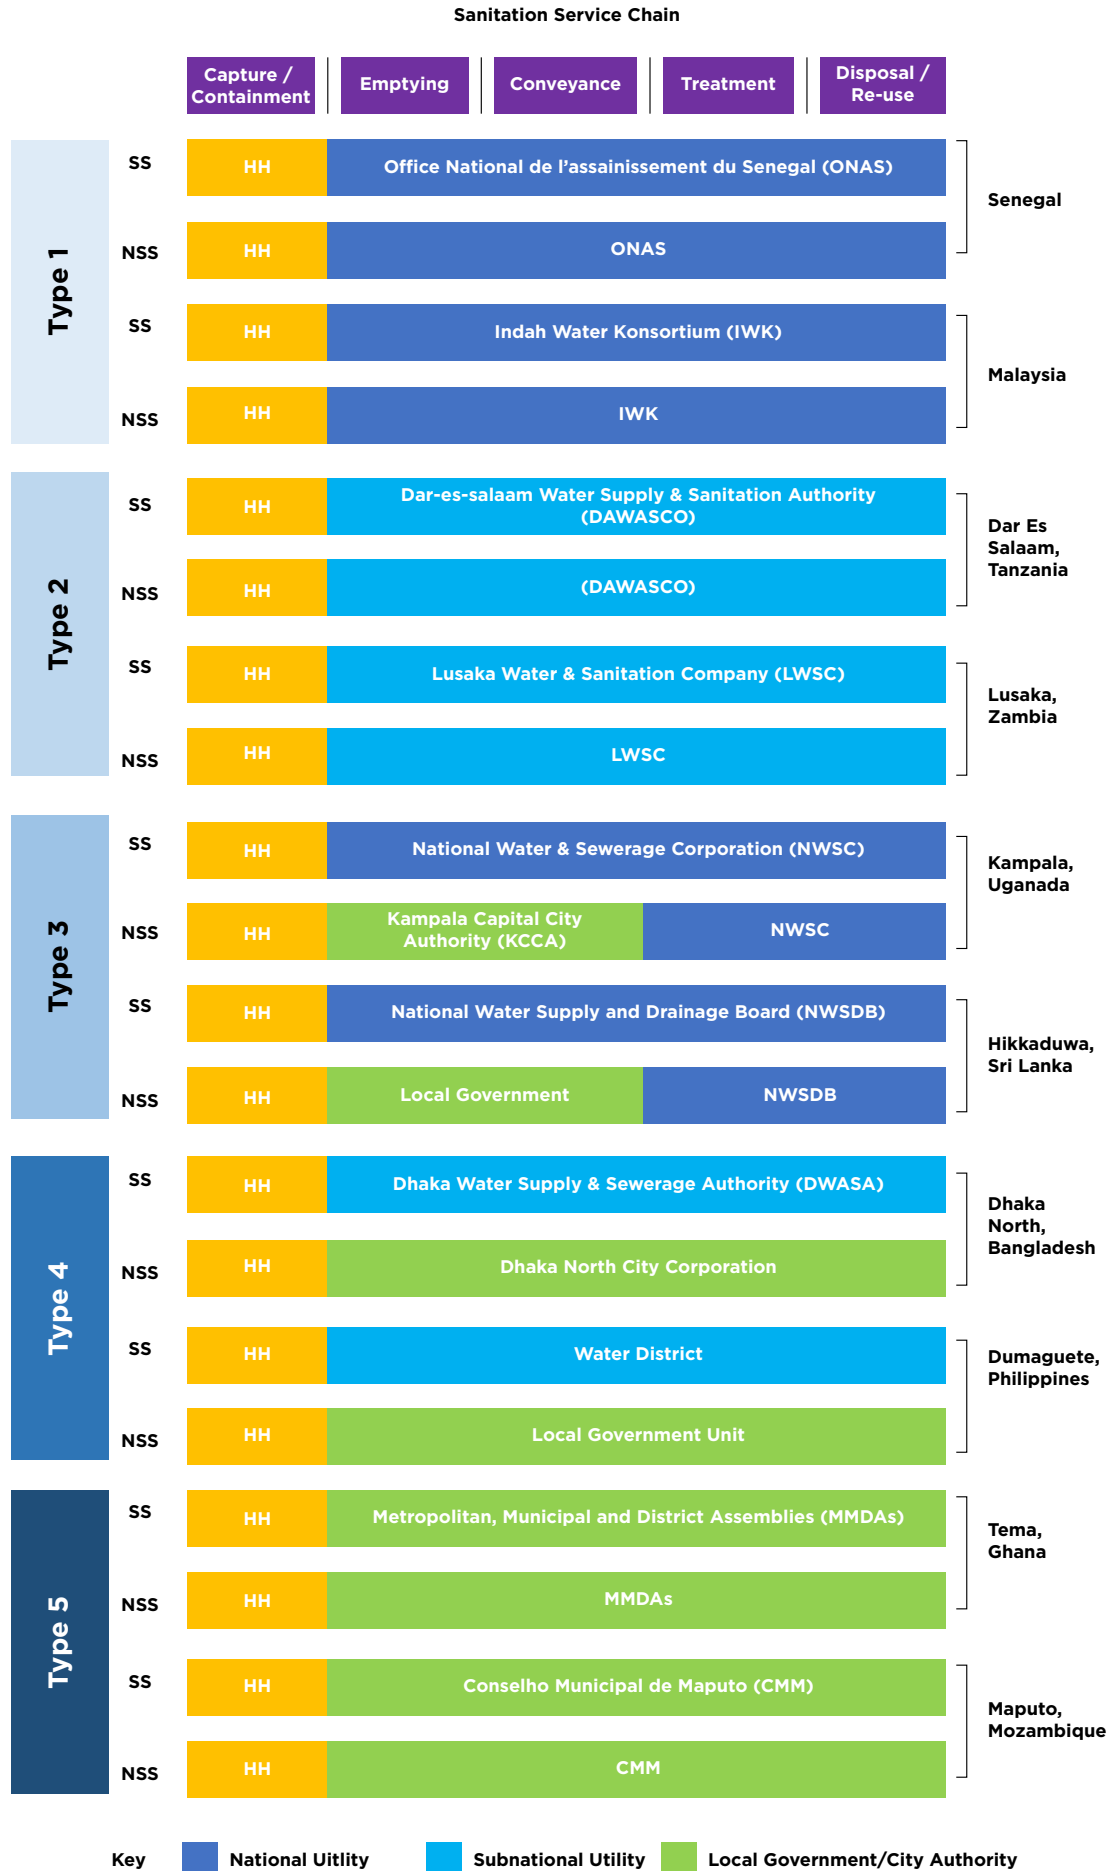 Sanitation Service Chain
Capture /
Containment
Emptying
Conveyance
Treatment
Disposal /
Re-use
Type 1
SS
HH
Office National de l’assainissement du Senegal (ONAS)
NSS
HH
ONAS
Senegal
SS
HH
Indah Water Konsortium (IWK)
NSS
HH
IWK
Malaysia
Type 2
SS
HH
Dar-es-salaam Water Supply & Sanitation Authority
(DAWASCO)
NSS
HH
(DAWASCO)
Dar Es
Salaam,
Tanzania
SS
HH
Lusaka Water & Sanitation Company (LWSC)
NSS
HH
LWSC
Lusaka,
Zambia
Type 3
SS
HH
National Water & Sewerage Corporation (NWSC)
NSS
HH
Kampala Capital City
Authority (KCCA)
NWSC
Kampala,
Uganada
SS
HH
National Water Supply and Drainage Board (NWSDB)
NSS
HH
Local Government
NWSDB
Hikkaduwa,
Sri Lanka
Type 4
SS
HH
Dhaka Water Supply & Sewerage Authority (DWASA)
NSS
HH
Dhaka North City Corporation
Dhaka
North,
Bangladesh
SS
HH
Water District
NSS
HH
Local Government Unit
Dumaguete,
Philippines
Type 5
SS
HH
Metropolitan, Municipal and District Assemblies (MMDAs)
NSS
HH
MMDAs
Tema,
Ghana
SS
HH
Conselho Municipal de Maputo (CMM)
NSS
HH
CMM
Maputo,
Mozambique
Key
National Uitlity
Subnational Utility
Local Government/City Authority